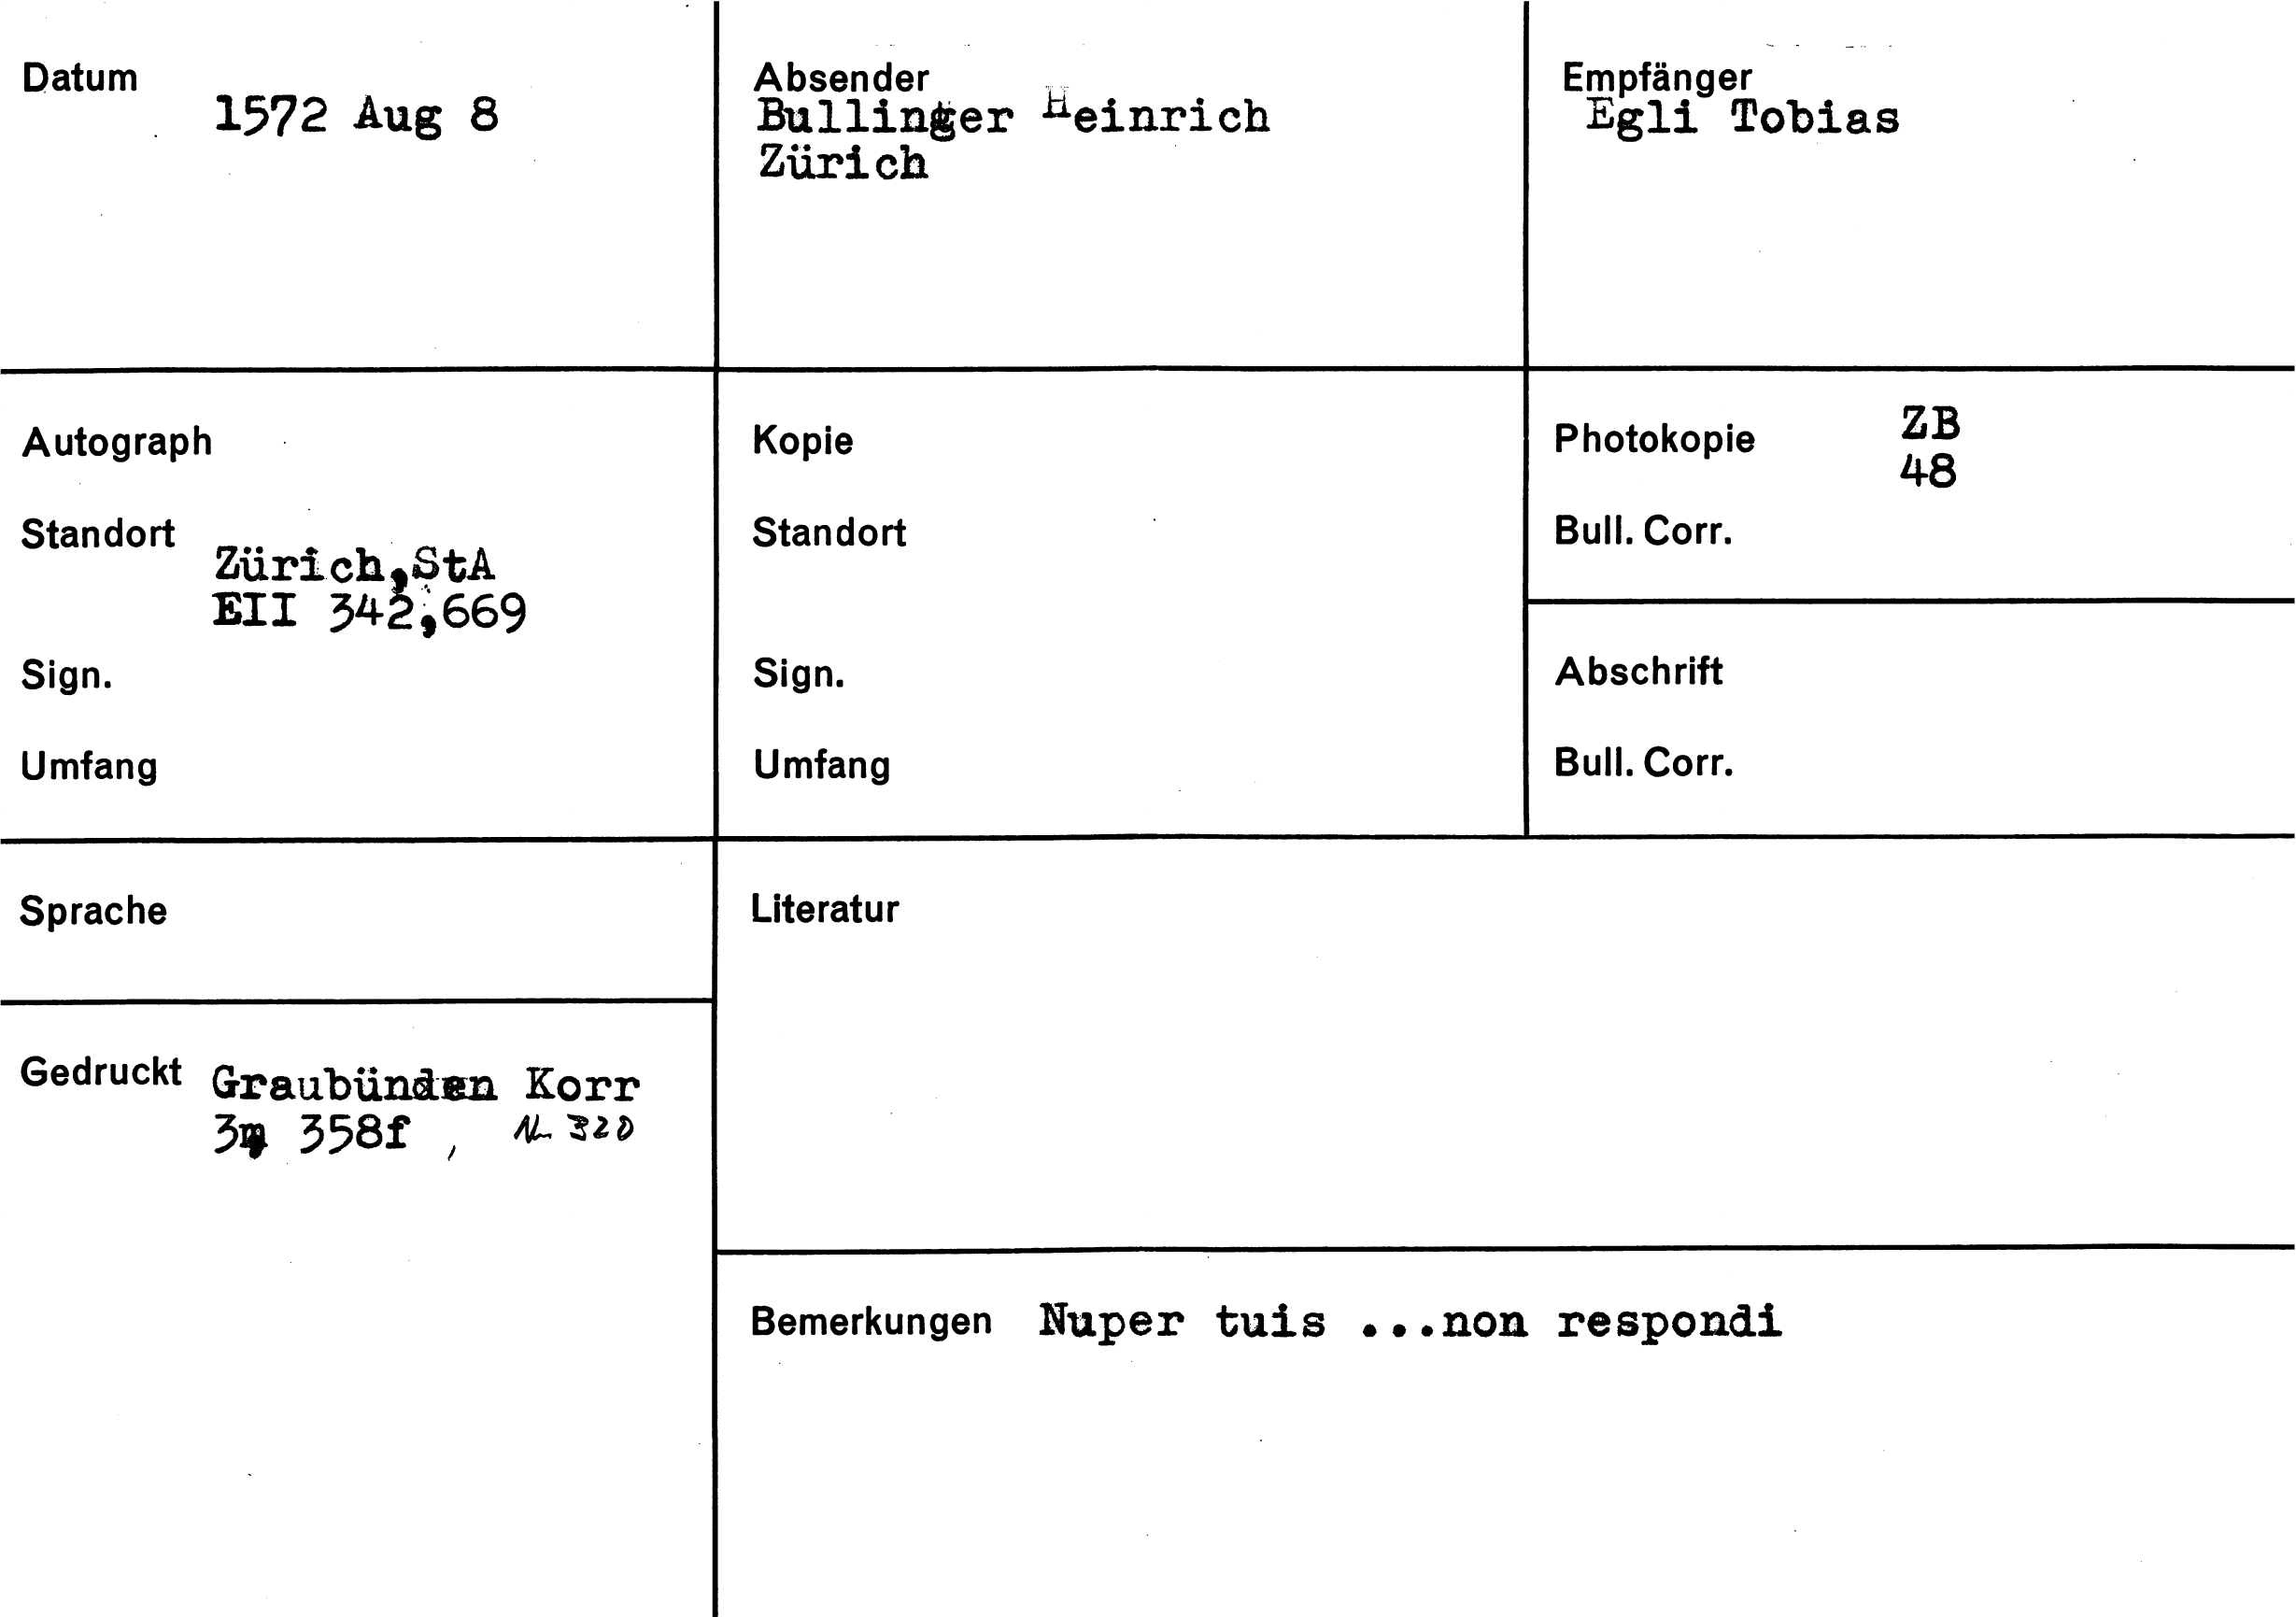 Datum
1572 Aug 8
Absender
Bullinger Heinrich
Zürich
Empfänger
Egli Tobias
Autograph
Standort
Zürich,StA
EII 342,669
Sign.
Umfang
Kopie
Standort
Sign.
Umfang
Photokopie ZB
48
Bull. Corr.
Abschrift
Bull. Corr.
Sprache
Gedruckt Graubünden Korr
3, 358f , Nr. 320
Literatur
Bemerkungen Nuper tuis ...non respondi